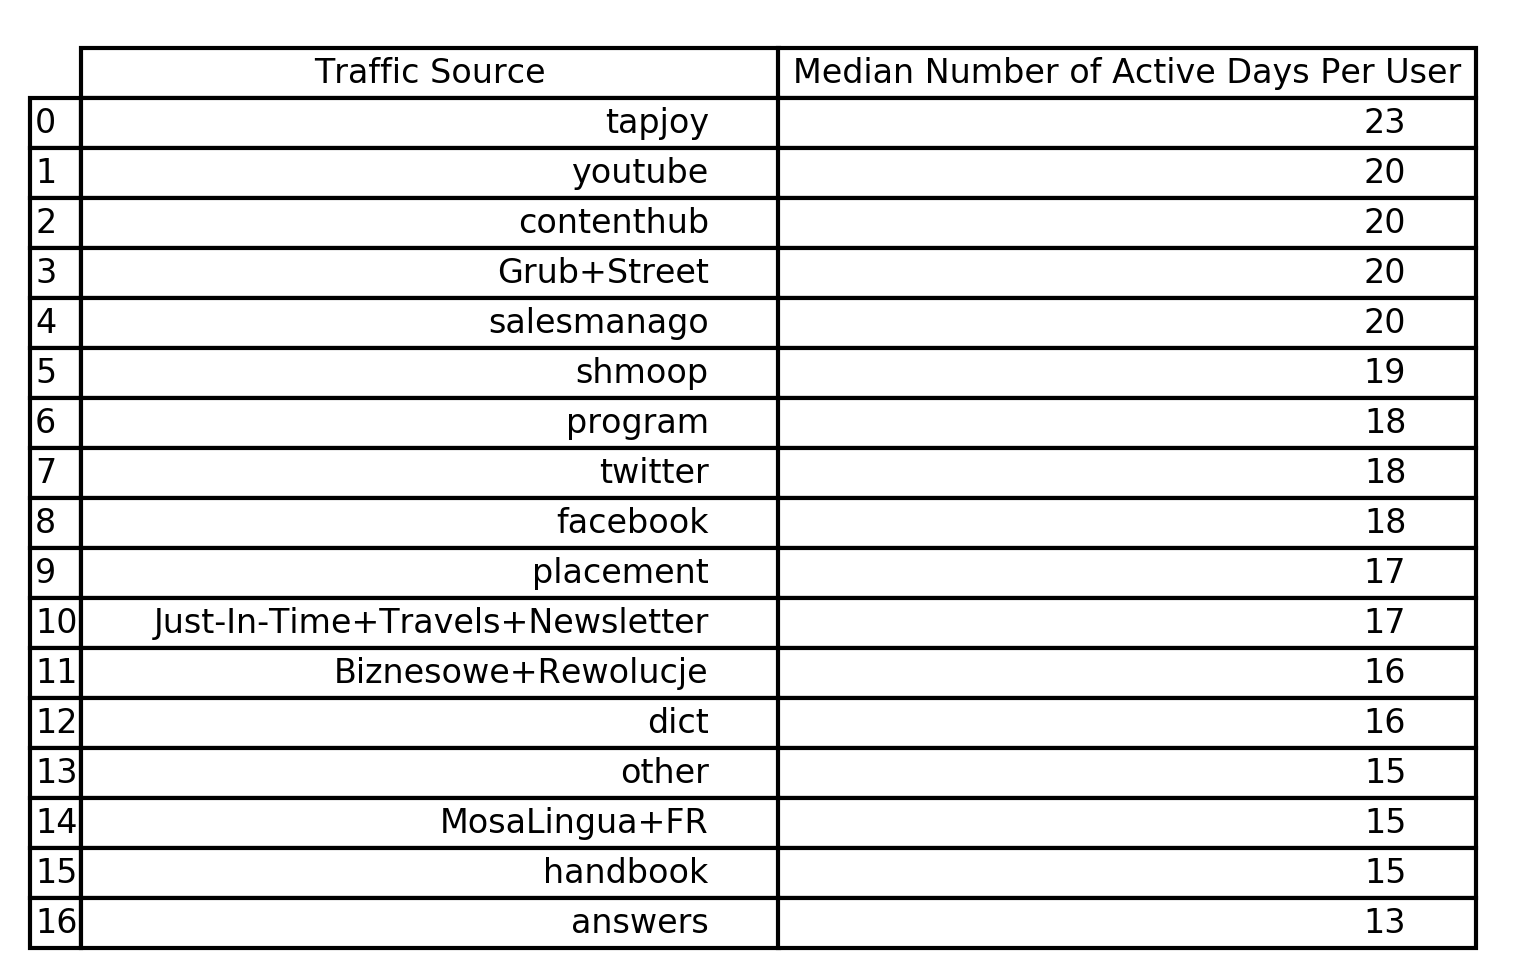 Traffic Source Median Number of Active Days Per User
0 tapjoy 23
1 youtube 20
2 contenthub 20
3 Grub+Street 20
4 salesmanago 20
5 shmoop 19
6 program 18
7 twitter 18
8 facebook 18
9 placement 17
10 Just-In-Time+Travels+Newsletter 17
11 Biznesowe+Rewolucje 16
12 dict 16
13 other 15
14 MosaLingua+FR 15
15 handbook 15
16 answers 13